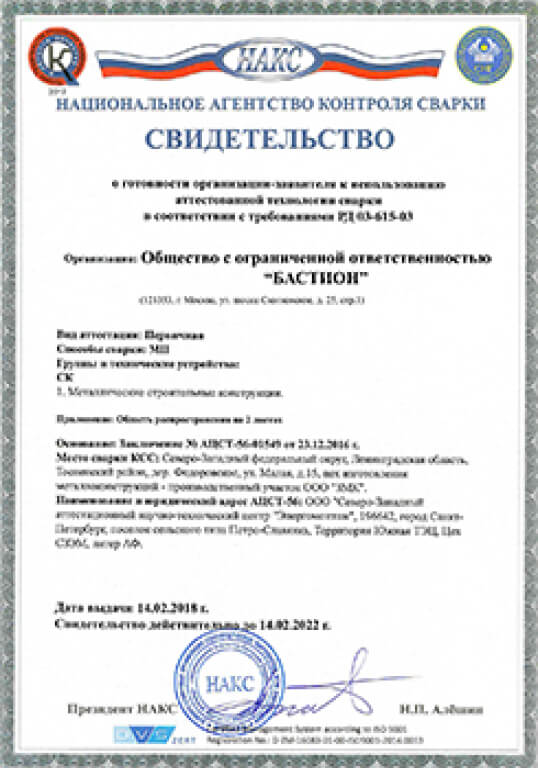 НАКС
НАЦИОНАЛЬНОЕ АГЕНТСТВО КОНТРОЛЯ СВАРКИ
СВИДЕТЕЛЬСТВО
о готовности организации-заявителя к использованию
аттестованной технологии сварки
в соответствии с требованиями РД 03-615-03
Организация: Общество с ограниченной ответственностью
“БАСТИОН”
г. Москва, ул. шоссе Сколковское, д. 25, стр.1)
Вид аттестации: Первичная
Способы сварки: МП
Группы и технические устройства:
СК
1. Металлические строительные конструкции.
Приложение: Область распространения на 2 листах
Основание: Заключение № АЦСТ-56-01549 от 23.12.2016 г.
Место сварки КСС: Северо-Западный федеральный округ, Ленинградская область,
Тосненский район, дер. Федоровское, ул. Малая, д.15, цех изготовления
металлоконструкций - производственный участок ООО "ЗМК".
Наименование и юридический адрес АЦСТ-56: ООО "Северо-Западный
аттестационный научно-технический центр "Энергомонтаж", 196642, город Санкт-
Петербург, поселок сельского типа Петро-Славянка, Территория Южная ТЭЦ, Цех
литер АФ.
Дата выдачи 14.02.2018 г.
Свидетельство действительно до 14.02.2022 г.
НАКС
Президент НАКС
Н.П. Алёшин
DVS ZERT
Management System according to ISO 9001
Registration No.: